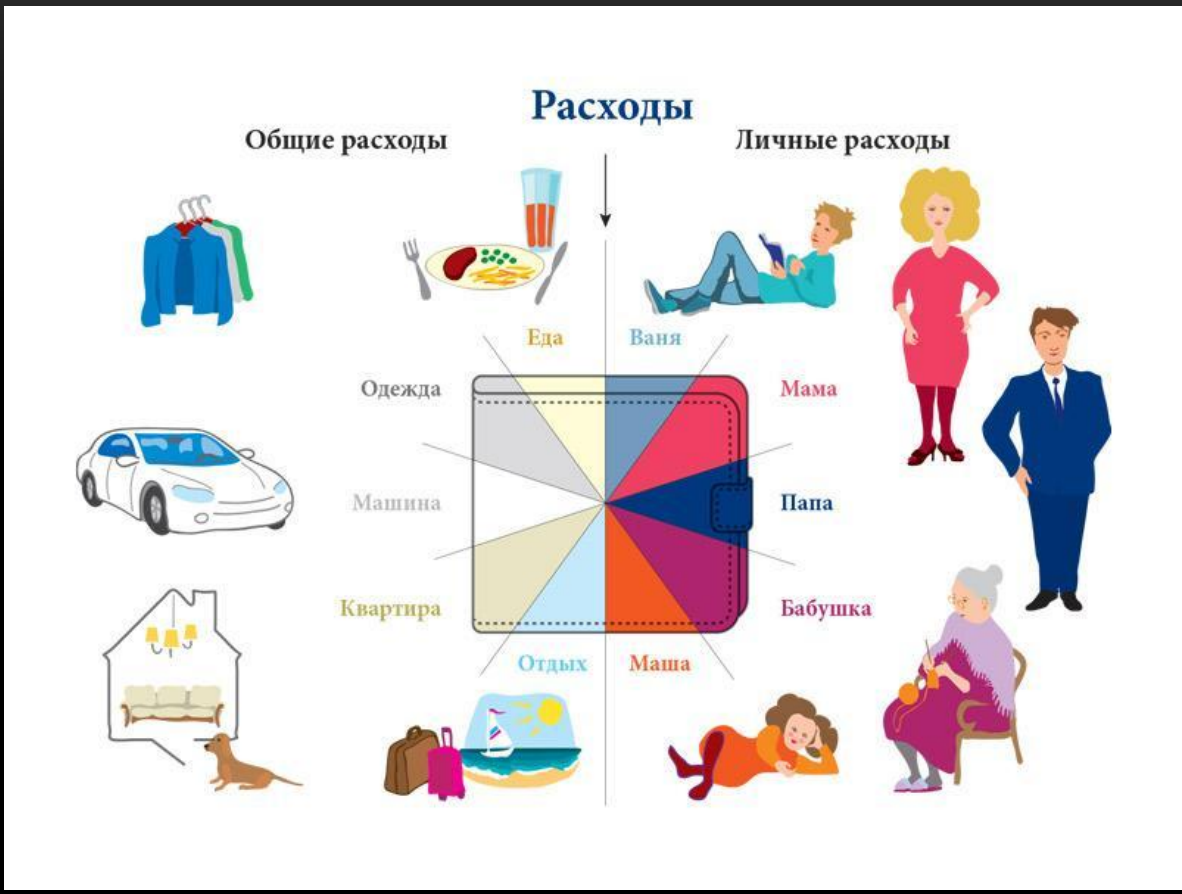 Расходы
Общие расходы
Личные расходы
Еда
Ваня
Одежда
Мама
Машина
Папа
Квартира
Бабушка
Отдых
Маша